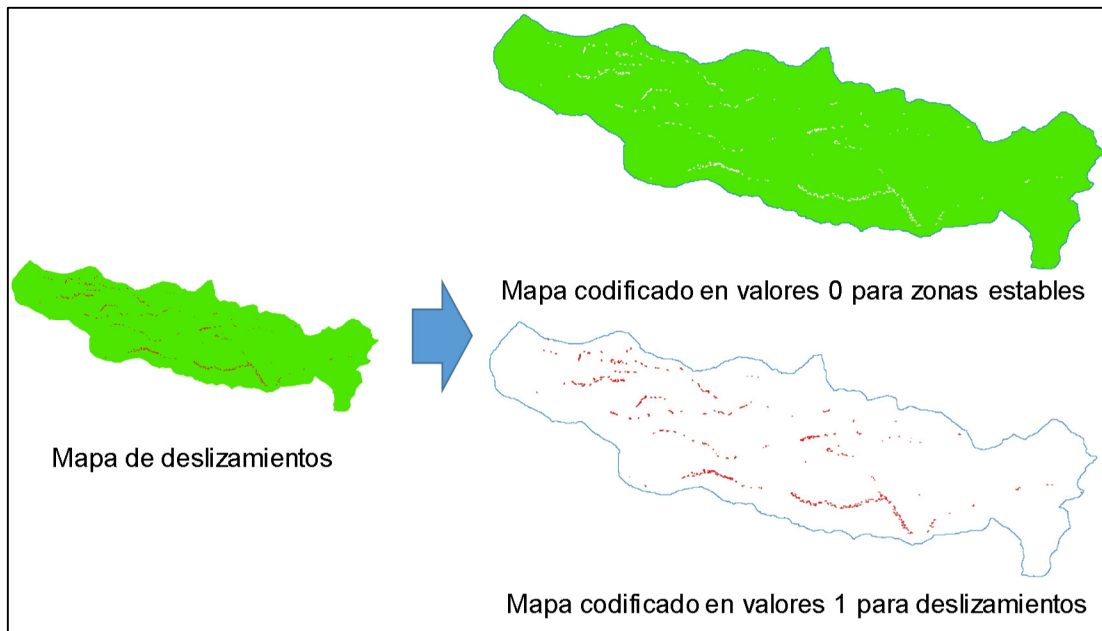 Mapa codificado en valores 0 para zonas estables
Mapa de deslizamientos
Mapa codificado en valores 1 para deslizamientos